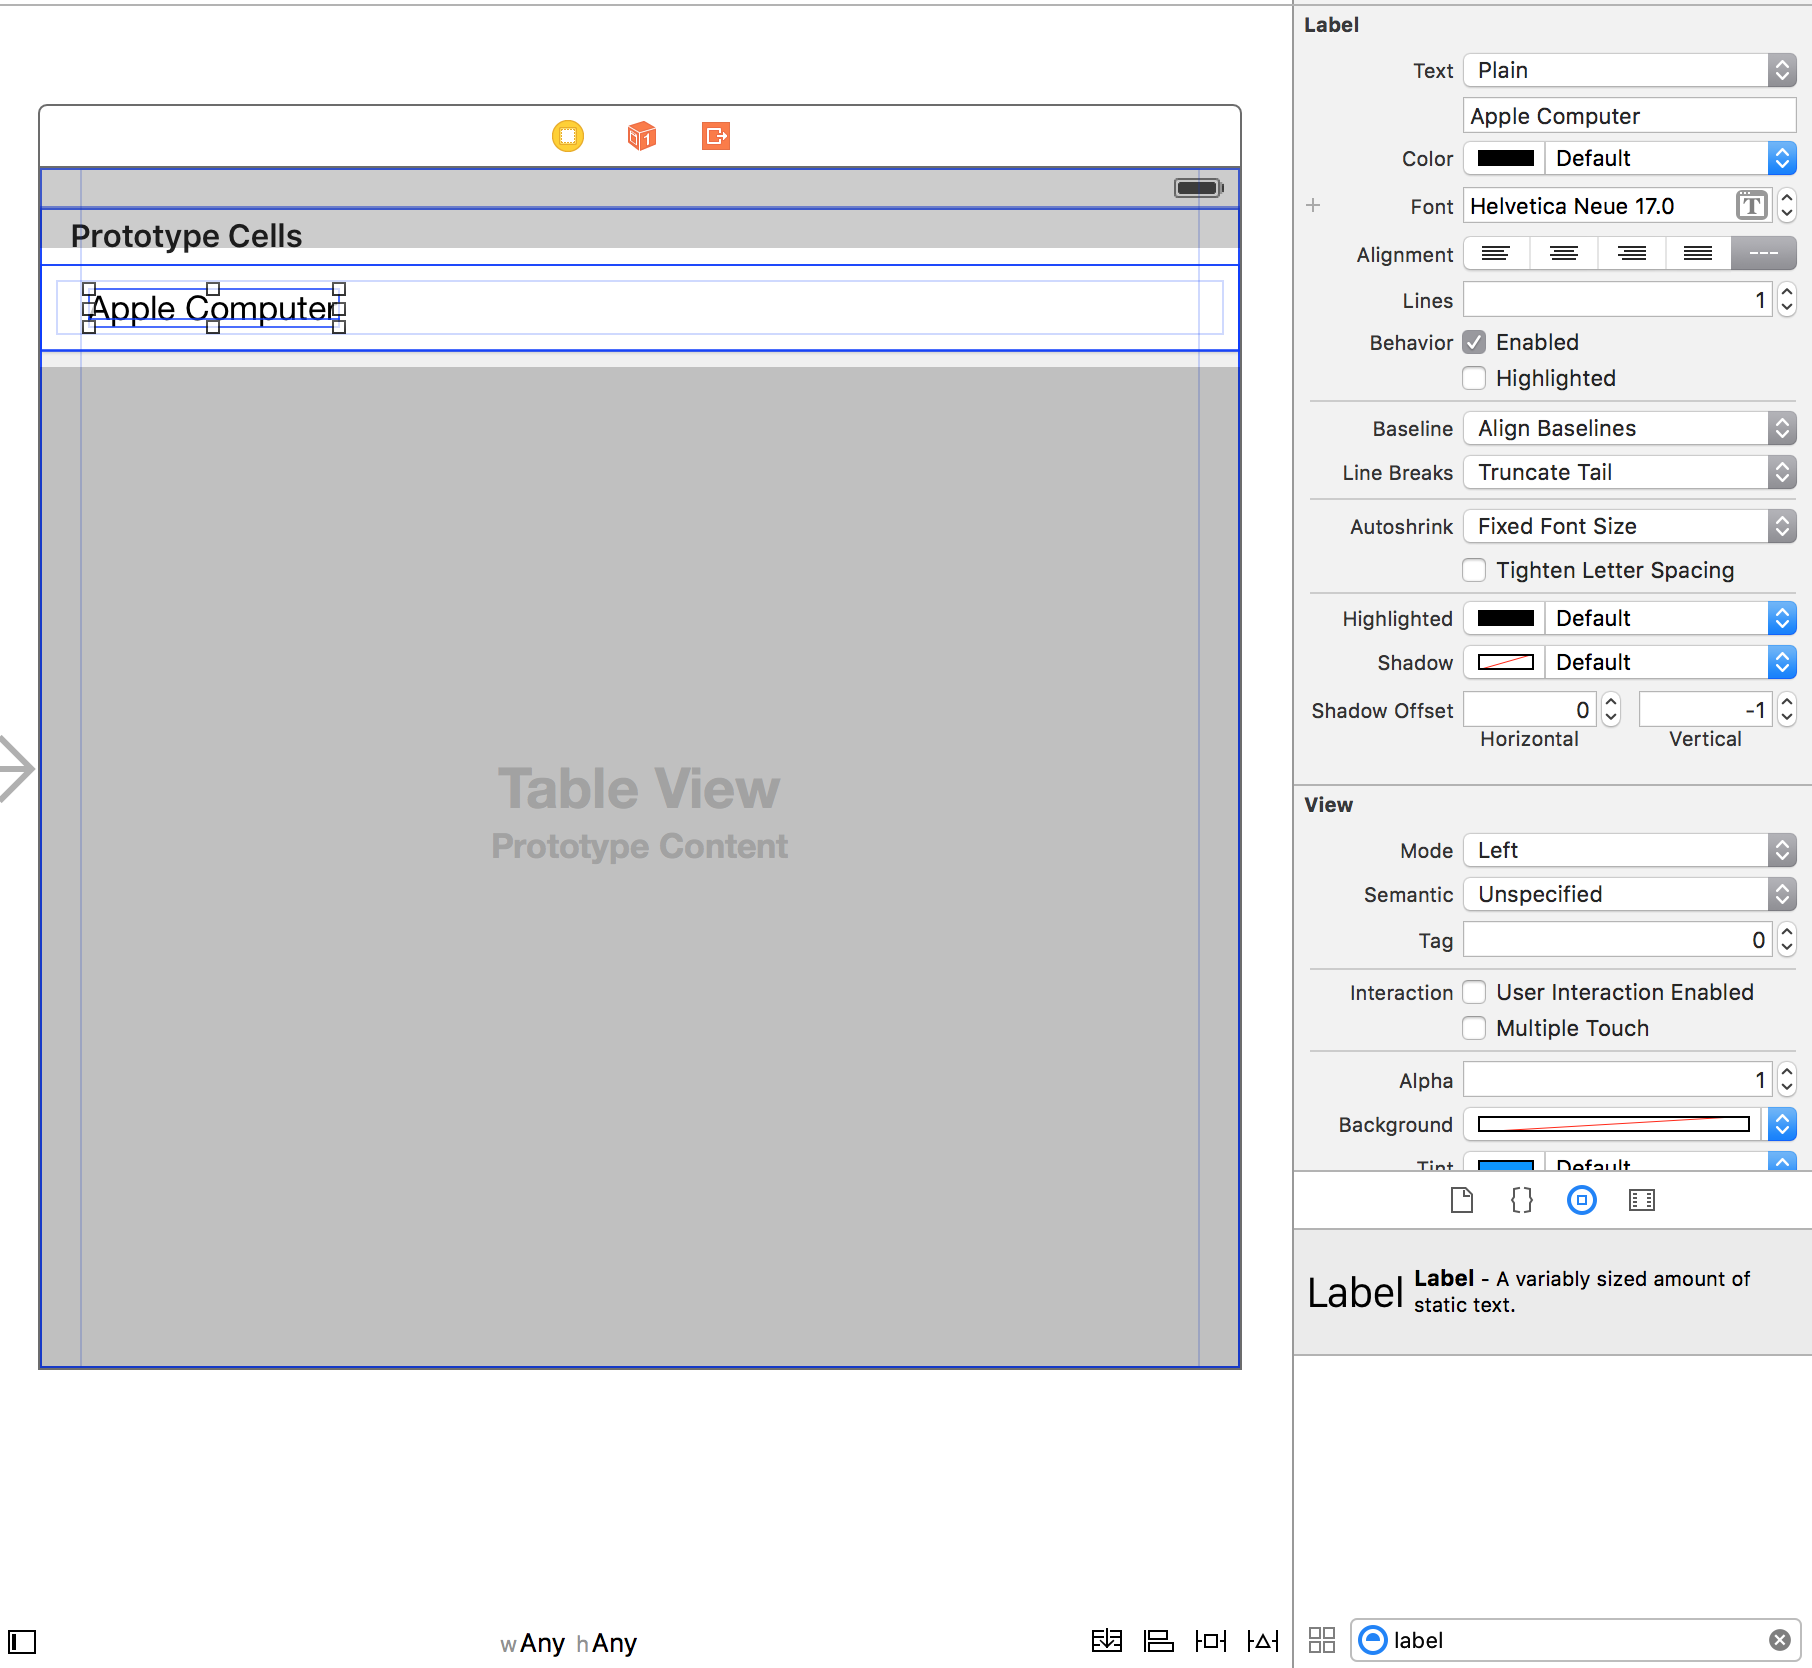 Prototype Cells
Apple Computer
Table View
Prototype Content
wAny hAny
Label
Text Plain
Apple Computer
Color Default
Font Helvetica Neue 17.0 T
Alignment
Lines 1
Behavior Enabled
Highlighted
Baseline Align Baselines
Line Breaks Truncate Tail
Autoshrink Fixed Font Size
Tighten Letter Spacing
Highlighted Default
Shadow Default
Shadow Offset 0 -1
Horizontal Vertical
View
Mode Left
Semantic Unspecified
Tag 0
Interaction User Interaction Enabled
Multiple Touch
Alpha 1
Background
Tint Default
Label Label - A variably sized amount of
static text.
label